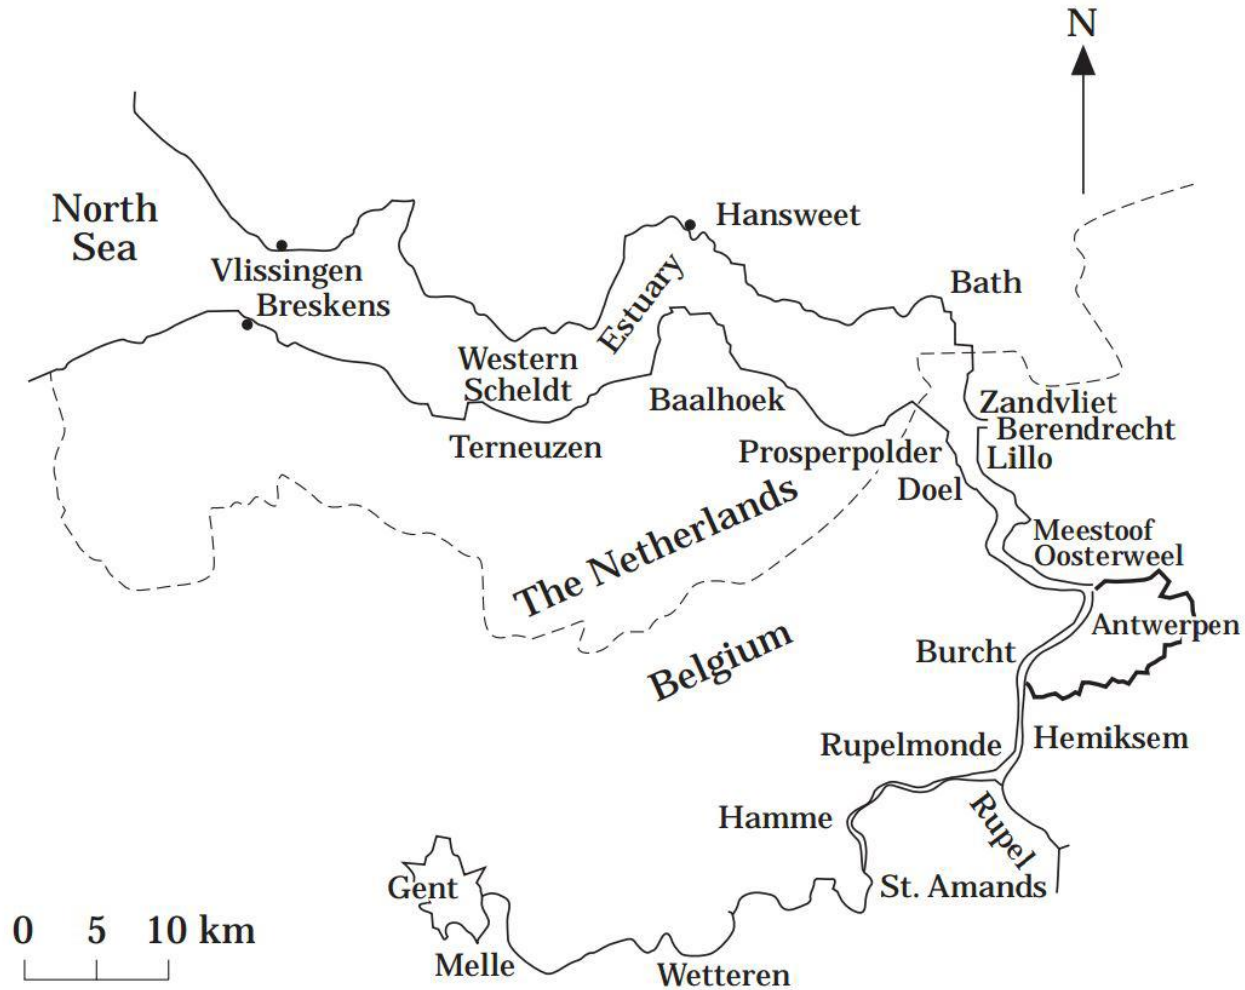 N
North
Sea
Hansweet
Vlissingen
Breskens
Estuary
Bath
Western
Scheldt
Baalhoek
Zandvliet
Berendrecht
Terneuzen
Prosperpolder
Lillo
Doel
The Netherlands
Meestoof
Oosterweel
Antwerpen
Belgium
Burcht
Rupelmonde
Hemiksem
Hamme
Rupel
Gent
St. Amands
0 5 10 km
Melle
Wetteren